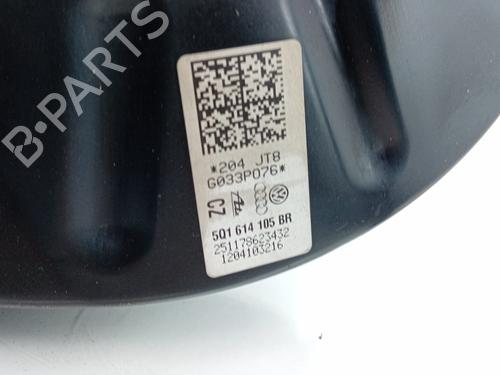 B-PARTS
*204 JT8
G033P076*
CZ
5Q1 614 105 BR
251178623432
1204103216